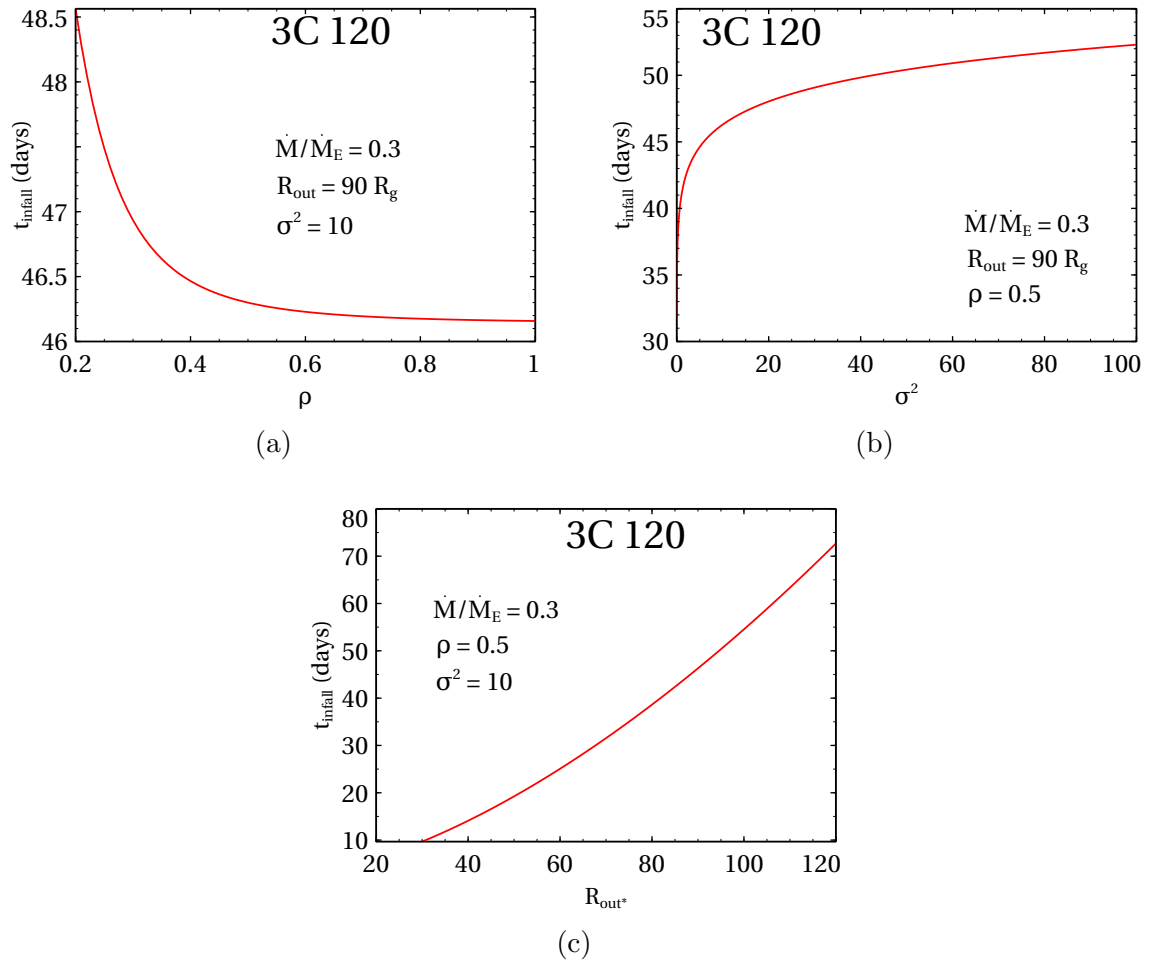 3C 120
t_infall (days)
48.5
48
47
46.5
46
Ṁ/Ṁ_E = 0.3
R_out = 90 R_g
σ² = 10
0.2 0.4 0.6 0.8 1
ρ
(a)
3C 120
t_infall (days)
55
50
45
40
35
30
Ṁ/Ṁ_E = 0.3
R_out = 90 R_g
ρ = 0.5
0 20 40 60 80 100
σ²
(b)
3C 120
t_infall (days)
80
70
60
50
40
30
20
10
Ṁ/Ṁ_E = 0.3
ρ = 0.5
σ² = 10
20 40 60 80 100 120
R_out*
(c)